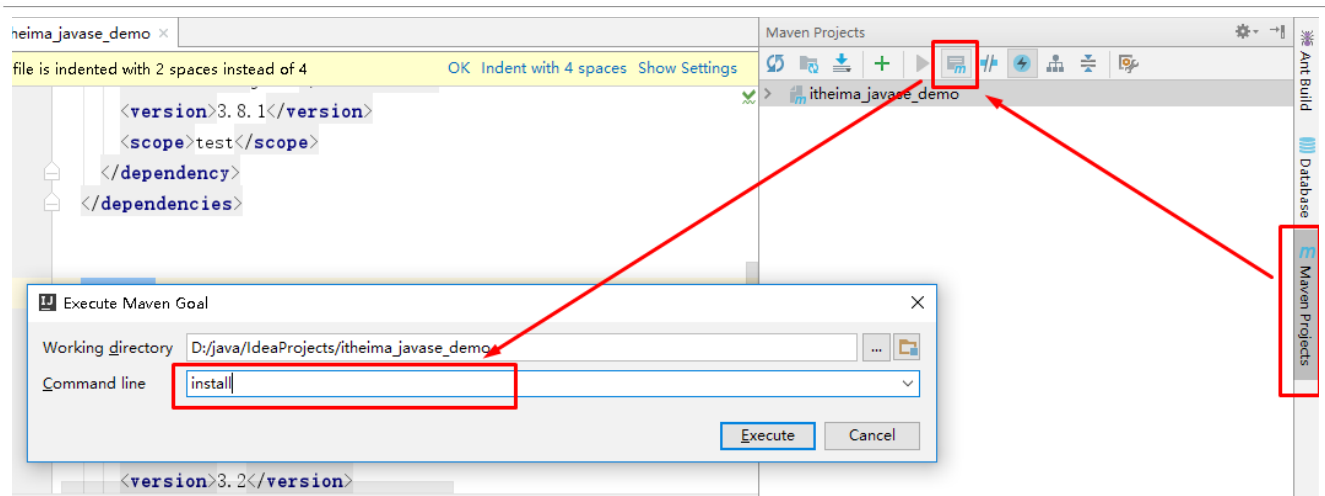 heima_javase_demo
file is indented with 2 spaces instead of 4 OK Indent with 4 spaces Show Settings
<version>3.8.1</version>
<scope>test</scope>
</dependency>
</dependencies>
Execute Maven Goal
Working directory D:/java/IdeaProjects/itheima_javase_demo
...
Command line install
Execute Cancel
<version>3.2</version>
Maven Projects
itheima_javase_demo
Ant Build
Database
Maven Projects